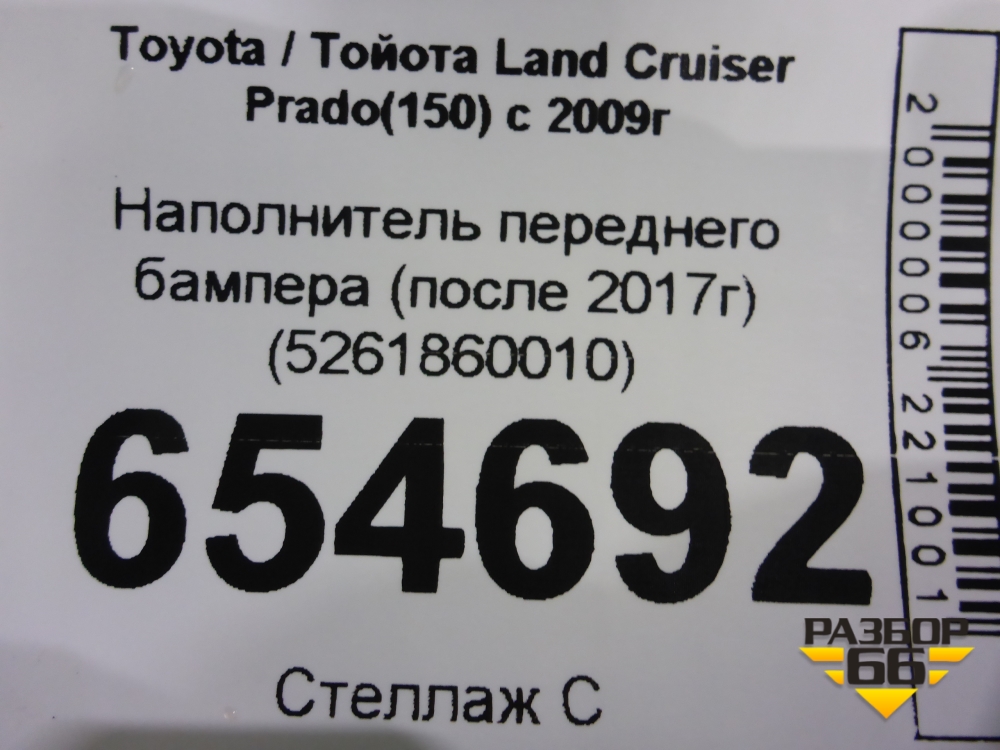 Toyota / Тойота Land Cruiser
Prado(150) с 2009г
Наполнитель переднего
бампера (после 2017г)
(5261860010)
654692
Стеллаж С
2000006221001
РАЗБОР
66